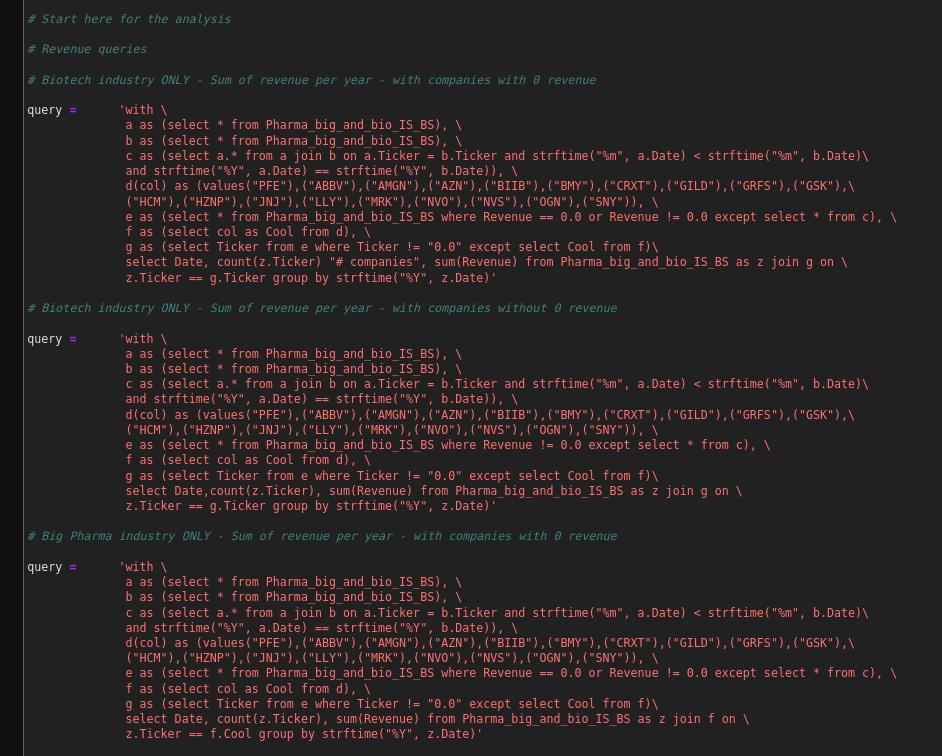 # Start here for the analysis
# Revenue queries
# Biotech industry ONLY - Sum of revenue per year - with companies with 0 revenue
query =      'with \
a as (select * from Pharma_big_and_bio_IS_BS), \
b as (select * from Pharma_big_and_bio_IS_BS), \
c as (select a.* from a join b on a.Ticker = b.Ticker and strftime("%m", a.Date) < strftime("%m", b.Date)\
and strftime("%Y", a.Date) == strftime("%Y", b.Date)), \
d(col) as (values("PFE"),("ABBV"),("AMGN"),("AZN"),("BIIB"),("BMY"),("CRXT"),("GILD"),("GRFS"),("GSK"),\
("HCM"),("HZNP"),("JNJ"),("LLY"),("MRK"),("NVO"),("NVS"),("OGN"),("SNY")), \
e as (select * from Pharma_big_and_bio_IS_BS where Revenue == 0.0 or Revenue != 0.0 except select * from c), \
f as (select col as Cool from d), \
g as (select Ticker from e where Ticker != "0.0" except select Cool from f)\
select Date, count(z.Ticker) "# companies", sum(Revenue) from Pharma_big_and_bio_IS_BS as z join g on \
z.Ticker == g.Ticker group by strftime("%Y", z.Date)'
# Biotech industry ONLY - Sum of revenue per year - with companies without 0 revenue
query =      'with \
a as (select * from Pharma_big_and_bio_IS_BS), \
b as (select * from Pharma_big_and_bio_IS_BS), \
c as (select a.* from a join b on a.Ticker = b.Ticker and strftime("%m", a.Date) < strftime("%m", b.Date)\
and strftime("%Y", a.Date) == strftime("%Y", b.Date)), \
d(col) as (values("PFE"),("ABBV"),("AMGN"),("AZN"),("BIIB"),("BMY"),("CRXT"),("GILD"),("GRFS"),("GSK"),\
("HCM"),("HZNP"),("JNJ"),("LLY"),("MRK"),("NVO"),("NVS"),("OGN"),("SNY")), \
e as (select * from Pharma_big_and_bio_IS_BS where Revenue != 0.0 except select * from c), \
f as (select col as Cool from d), \
g as (select Ticker from e where Ticker != "0.0" except select Cool from f)\
select Date,count(z.Ticker), sum(Revenue) from Pharma_big_and_bio_IS_BS as z join g on \
z.Ticker == g.Ticker group by strftime("%Y", z.Date)'
# Big Pharma industry ONLY - Sum of revenue per year - with companies with 0 revenue
query =      'with \
a as (select * from Pharma_big_and_bio_IS_BS), \
b as (select * from Pharma_big_and_bio_IS_BS), \
c as (select a.* from a join b on a.Ticker = b.Ticker and strftime("%m", a.Date) < strftime("%m", b.Date)\
and strftime("%Y", a.Date) == strftime("%Y", b.Date)), \
d(col) as (values("PFE"),("ABBV"),("AMGN"),("AZN"),("BIIB"),("BMY"),("CRXT"),("GILD"),("GRFS"),("GSK"),\
("HCM"),("HZNP"),("JNJ"),("LLY"),("MRK"),("NVO"),("NVS"),("OGN"),("SNY")), \
e as (select * from Pharma_big_and_bio_IS_BS where Revenue == 0.0 or Revenue != 0.0 except select * from c), \
f as (select col as Cool from d), \
g as (select Ticker from e where Ticker != "0.0" except select Cool from f)\
select Date, count(z.Ticker), sum(Revenue) from Pharma_big_and_bio_IS_BS as z join f on \
z.Ticker == f.Cool group by strftime("%Y", z.Date)'